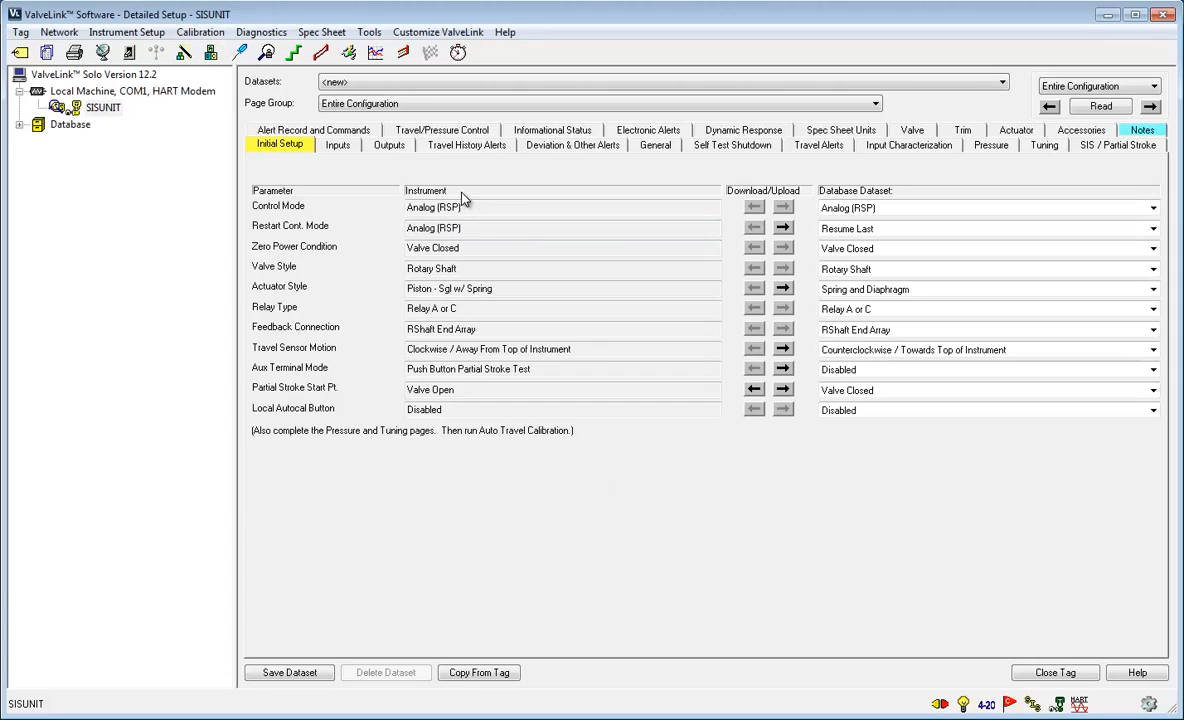 ValveLink™ Software - Detailed Setup - SISUNIT
Tag Network Instrument Setup Calibration Diagnostics Spec Sheet Tools Customize ValveLink Help
ValveLink™ Solo Version 12.2
Local Machine, COM1, HART Modem
SISUNIT
Database
Datasets: <new>
Entire Configuration
Page Group: Entire Configuration
Read
Alert Record and Commands Travel/Pressure Control Informational Status Electronic Alerts Dynamic Response Spec Sheet Units Valve Trim Actuator Accessories Notes
Initial Setup Inputs Outputs Travel History Alerts Deviation & Other Alerts General Self Test Shutdown Travel Alerts Input Characterization Pressure Tuning SIS / Partial Stroke
Parameter Instrument Download/Upload Database Dataset:
Control Mode Analog (RSP) Analog (RSP)
Restart Cont. Mode Analog (RSP) Resume Last
Zero Power Condition Valve Closed Valve Closed
Valve Style Rotary Shaft Rotary Shaft
Actuator Style Piston - Sgl w/ Spring Spring and Diaphragm
Relay Type Relay A or C Relay A or C
Feedback Connection RShaft End Array RShaft End Array
Travel Sensor Motion Clockwise / Away From Top of Instrument Counterclockwise / Towards Top of Instrument
Aux Terminal Mode Push Button Partial Stroke Test Disabled
Partial Stroke Start Pt. Valve Open Valve Closed
Local Autocal Button Disabled Disabled
(Also complete the Pressure and Tuning pages. Then run Auto Travel Calibration.)
Save Dataset Delete Dataset Copy From Tag Close Tag Help
SISUNIT 4-20 HART